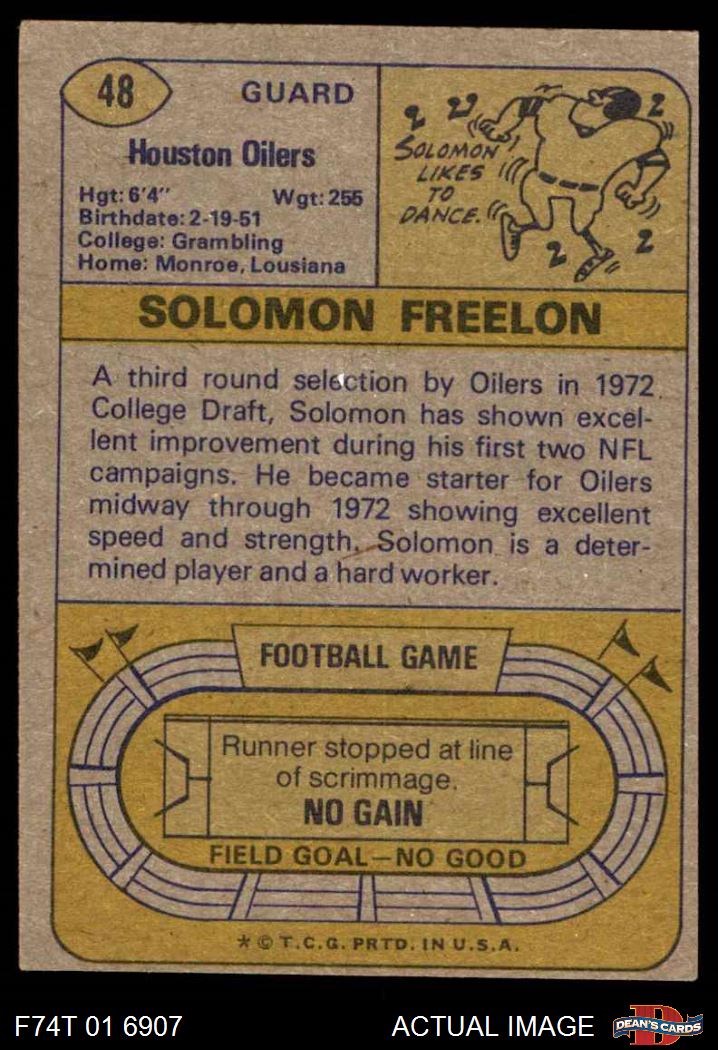 48
GUARD
Houston Oilers
Hgt: 6'4" Wgt: 255
Birthdate: 2-19-51
College: Grambling
Home: Monroe, Lousiana
SOLOMON
LIKES
TO
DANCE.
SOLOMON FREELON
A third round selection by Oilers in 1972
College Draft, Solomon has shown excel-
lent improvement during his first two NFL
campaigns. He became starter for Oilers
midway through 1972 showing excellent
speed and strength. Solomon is a deter-
mined player and a hard worker.
FOOTBALL GAME
Runner stopped at line
of scrimmage.
NO GAIN
FIELD GOAL—NO GOOD
* © T.C.G. PRTD. IN U.S.A.
F74T 01 6907
ACTUAL IMAGE
DEAN'S CARDS